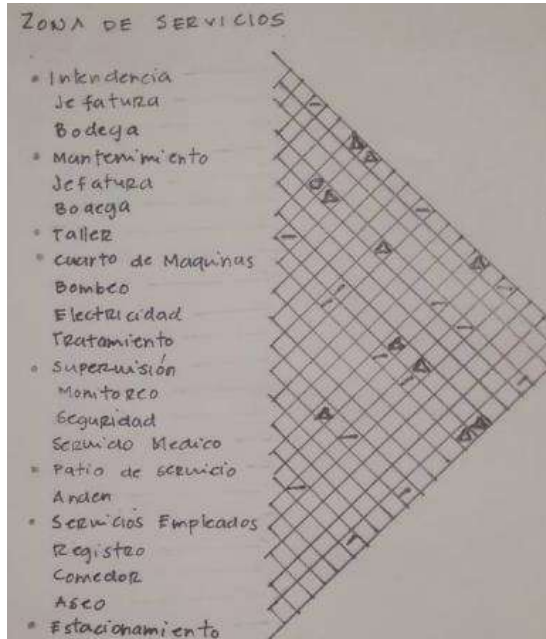 ZONA DE SERVICIOS
• Intendencia
Jefatura
Bodega
• Mantenimiento
Jefatura
Bodega
• Taller
• Cuarto de Maquinas
Bombeo
Electricidad
Tratamiento
• Supervisión
Monitoreo
Seguridad
Servicio Medico
• Patio de servicio
Anden
• Servicios Empleados
Registro
Comedor
Aseo
• Estacionamiento